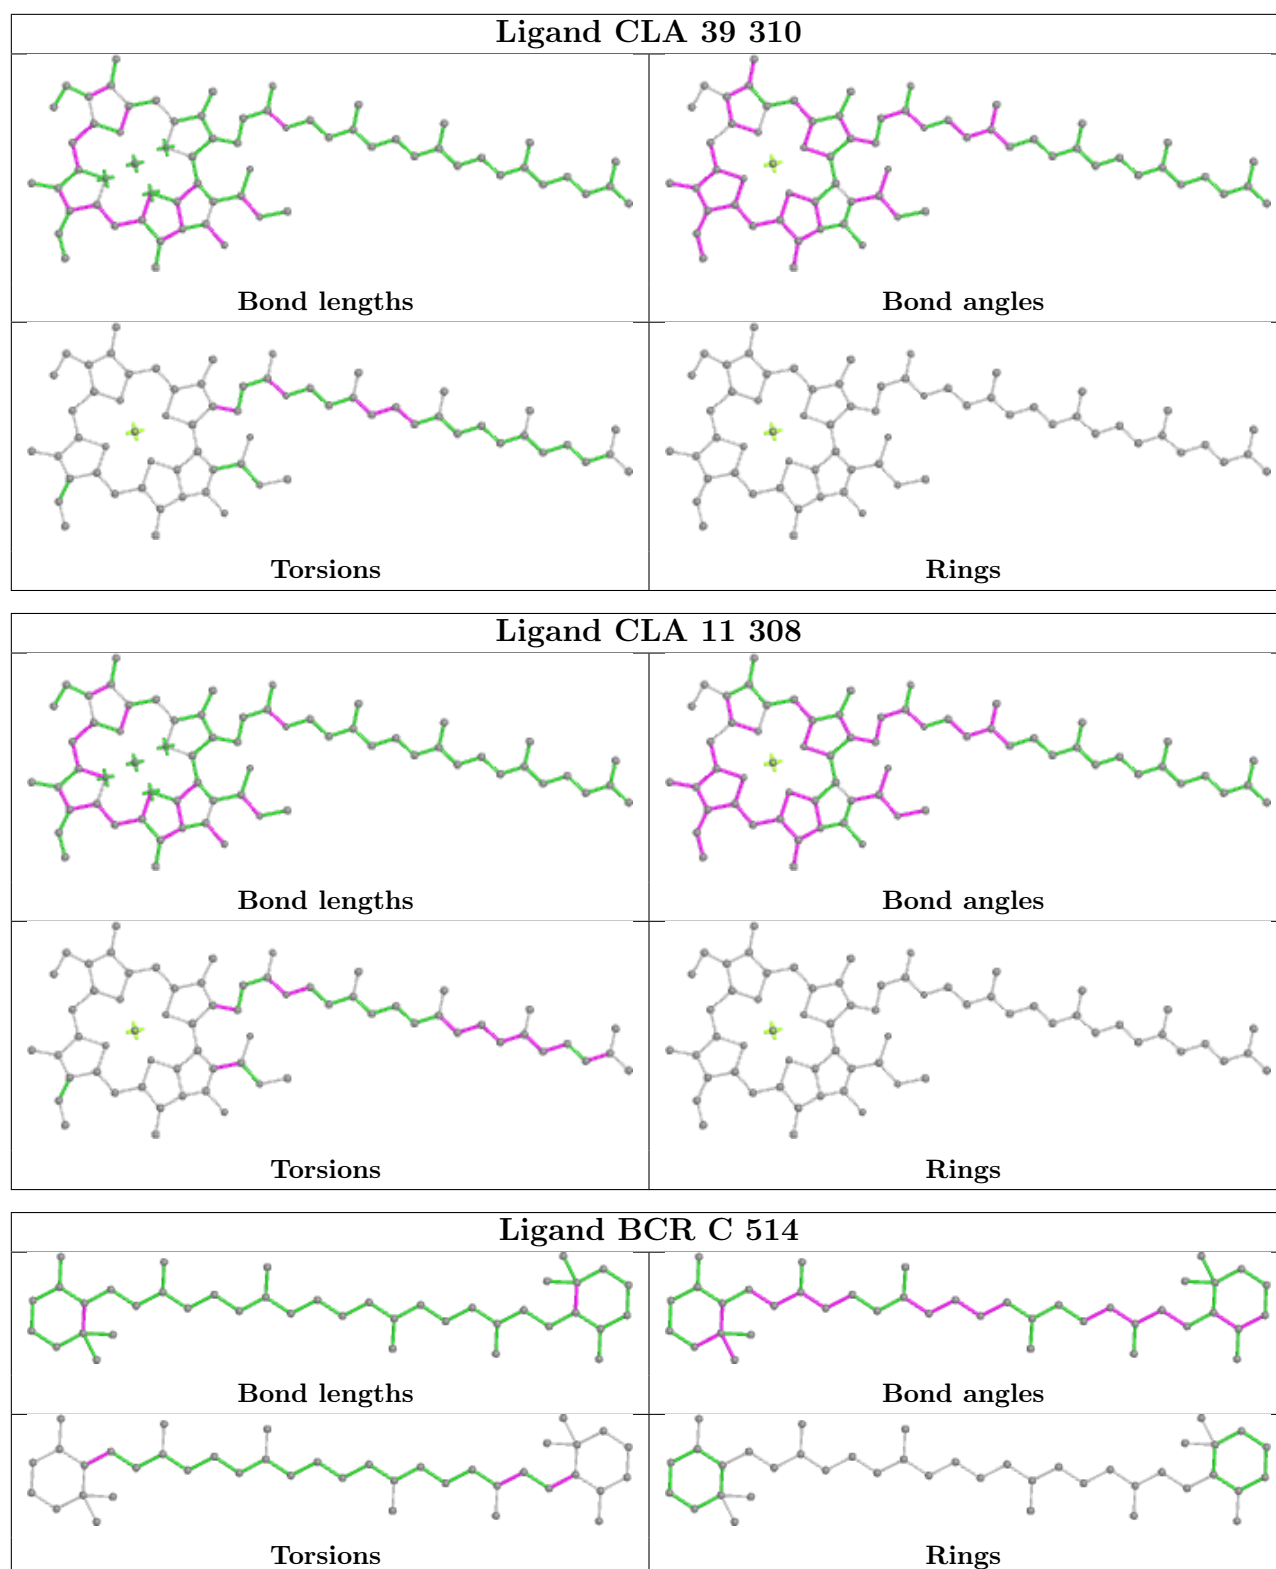 Ligand CLA 39 310
Bond lengths
Bond angles
Torsions
Rings
Ligand CLA 11 308
Bond lengths
Bond angles
Torsions
Rings
Ligand BCR C 514
Bond lengths
Bond angles
Torsions
Rings